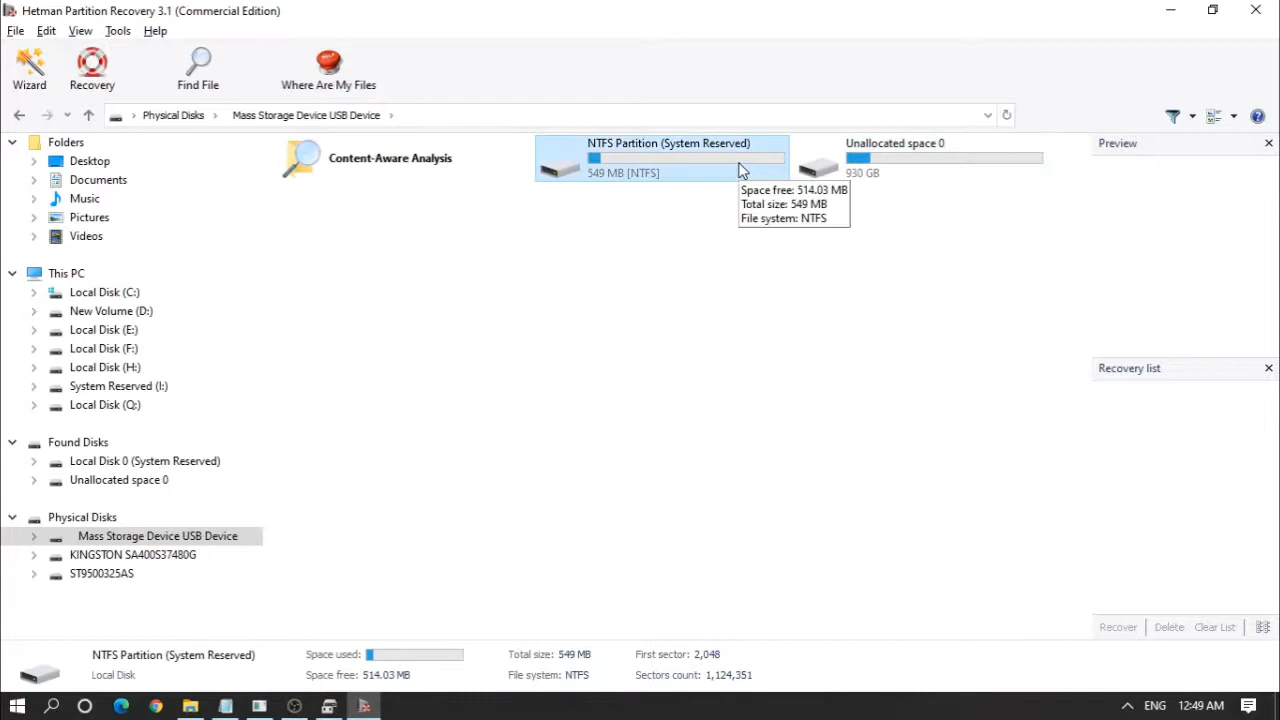 Hetman Partition Recovery 3.1 (Commercial Edition)
File Edit View Tools Help
Wizard Recovery Find File Where Are My Files
Physical Disks Mass Storage Device USB Device
Folders
Desktop
Documents
Music
Pictures
Videos
This PC
Local Disk (C:)
New Volume (D:)
Local Disk (E:)
Local Disk (F:)
Local Disk (H:)
System Reserved (I:)
Local Disk (Q:)
Found Disks
Local Disk 0 (System Reserved)
Unallocated space 0
Physical Disks
Mass Storage Device USB Device
KINGSTON SA400S37480G
ST9500325AS
Content-Aware Analysis
NTFS Partition (System Reserved)
549 MB [NTFS]
Unallocated space 0
930 GB
Space free: 514.03 MB
Total size: 549 MB
File system: NTFS
Preview
Recovery list
Recover Delete Clear List
NTFS Partition (System Reserved)
Local Disk
Space used:
Space free: 514.03 MB
Total size: 549 MB
File system: NTFS
First sector: 2,048
Sectors count: 1,124,351
ENG 12:49 AM